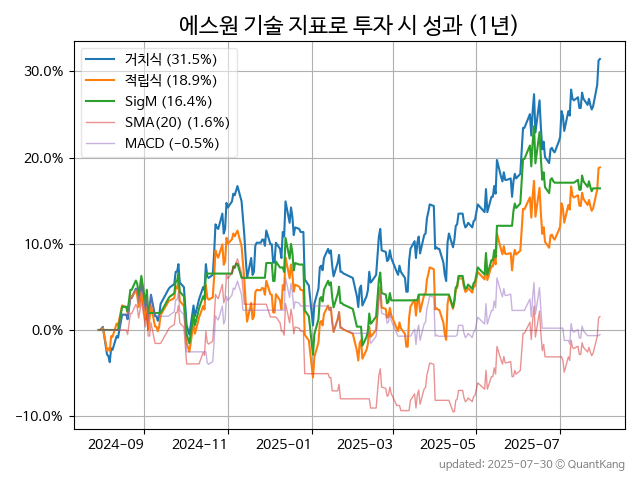 에스원 기술 지표로 투자 시 성과 (1년)
거치식 (31.5%)
적립식 (18.9%)
SigM (16.4%)
SMA(20) (1.6%)
MACD (−0.5%)
30.0%
20.0%
10.0%
0.0%
−10.0%
2024−09 2024−11 2025−01 2025−03 2025−05 2025−07
updated: 2025-07-30 © QuantKang